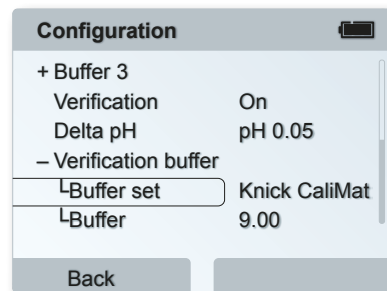 Configuration
+ Buffer 3
Verification On
Delta pH pH 0.05
– Verification buffer
└Buffer set Knick CaliMat
└Buffer 9.00
Back